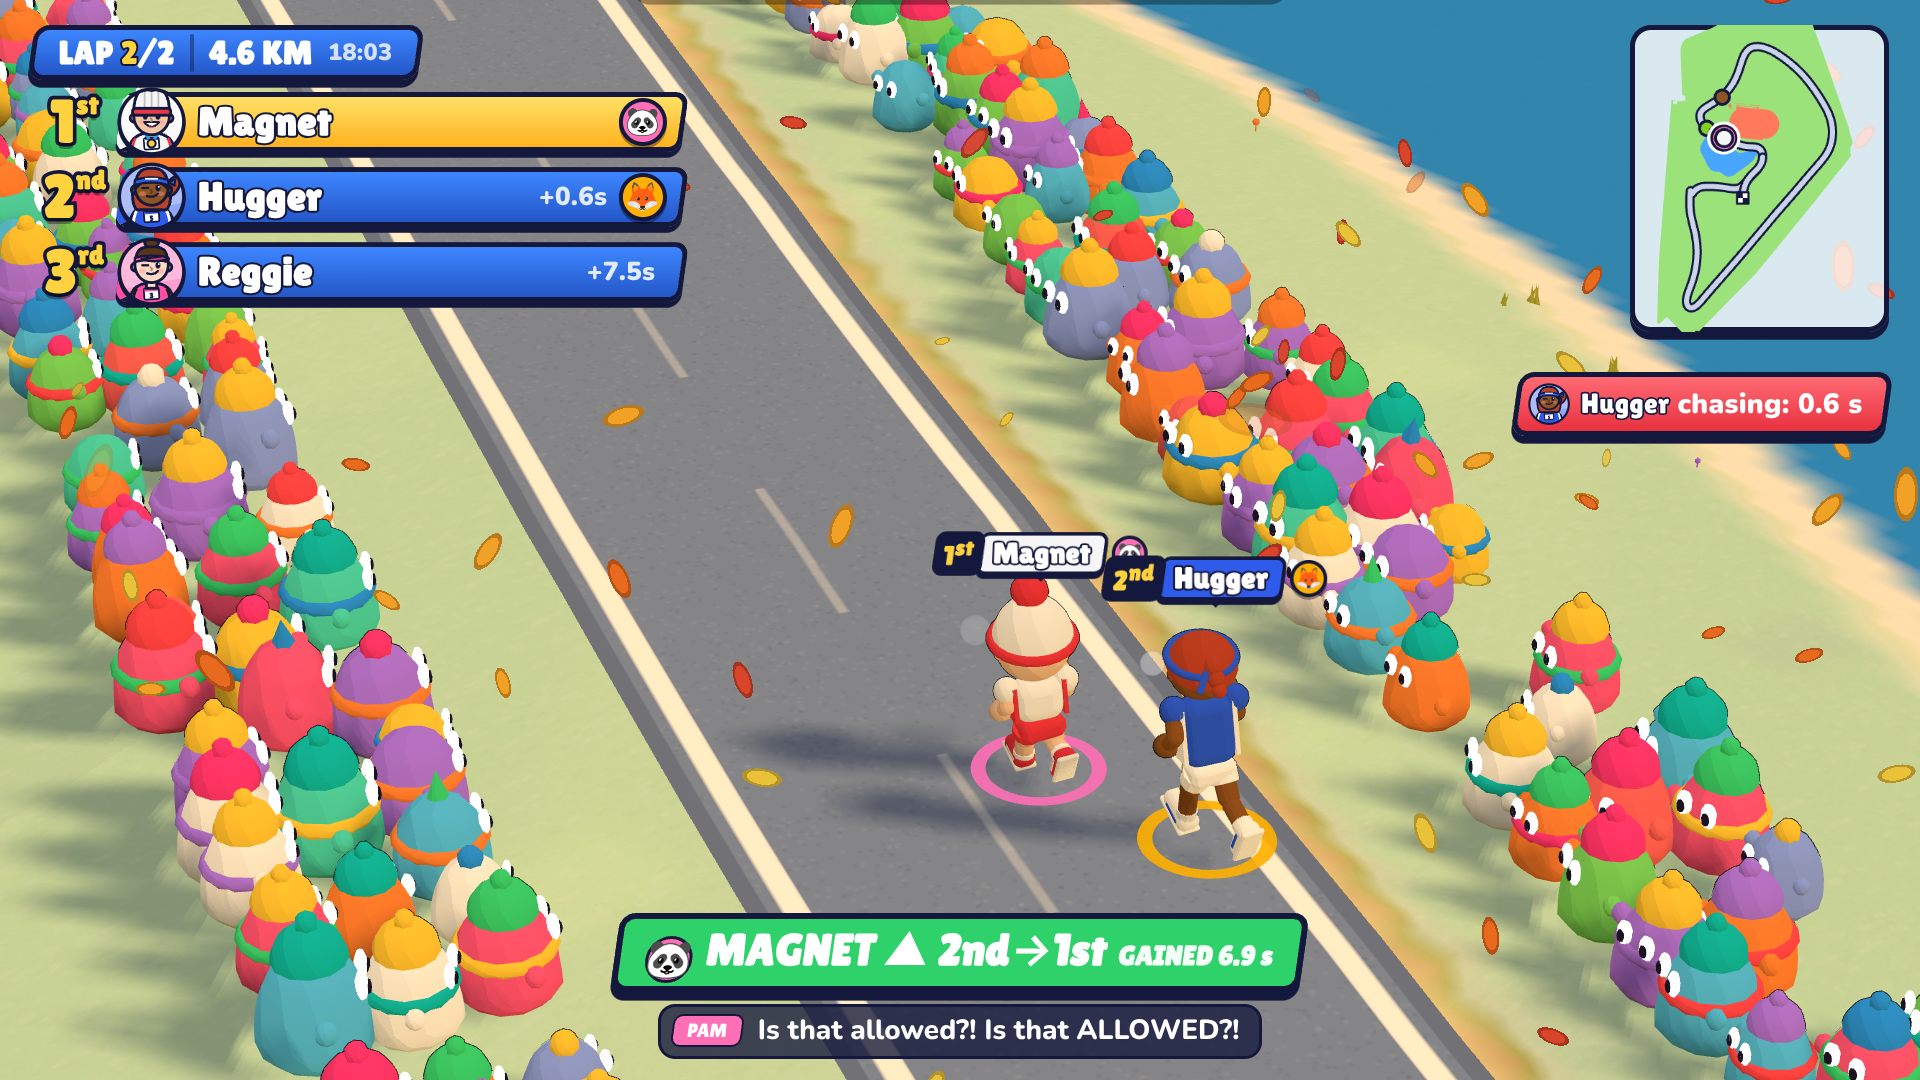 LAP 2/2 4.6 KM 18:03
1st Magnet
2nd Hugger +0.6s
3rd Reggie +7.5s
Hugger chasing: 0.6 s
1st Magnet
2nd Hugger
MAGNET ▲ 2nd→1st GAINED 6.9 s
PAM Is that allowed?! Is that ALLOWED?!